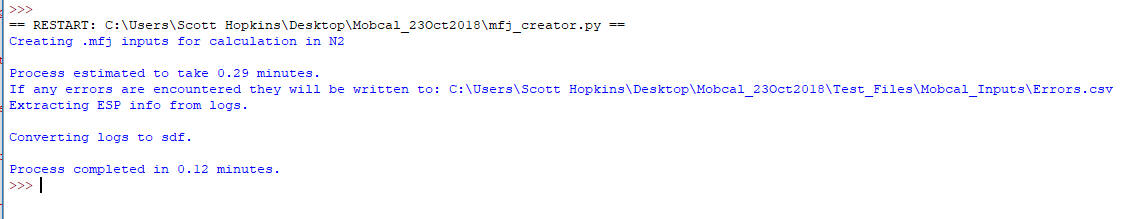 >>>
== RESTART: C:\Users\Scott Hopkins\Desktop\Mobcal_23Oct2018\mfj_creator.py ==
Creating .mfj inputs for calculation in N2
Process estimated to take 0.29 minutes.
If any errors are encountered they will be written to: C:\Users\Scott Hopkins\Desktop\Mobcal_23Oct2018\Test_Files\Mobcal_Inputs\Errors.csv
Extracting ESP info from logs.
Converting logs to sdf.
Process completed in 0.12 minutes.
>>>